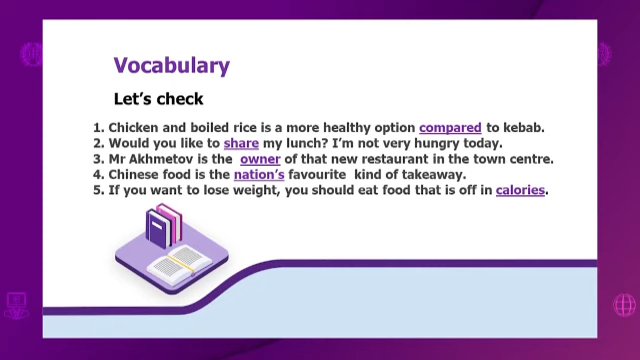 Vocabulary
Let's check
1. Chicken and boiled rice is a more healthy option compared to kebab.
2. Would you like to share my lunch? I'm not very hungry today.
3. Mr Akhmetov is the owner of that new restaurant in the town centre.
4. Chinese food is the nation's favourite kind of takeaway.
5. If you want to lose weight, you should eat food that is off in calories.